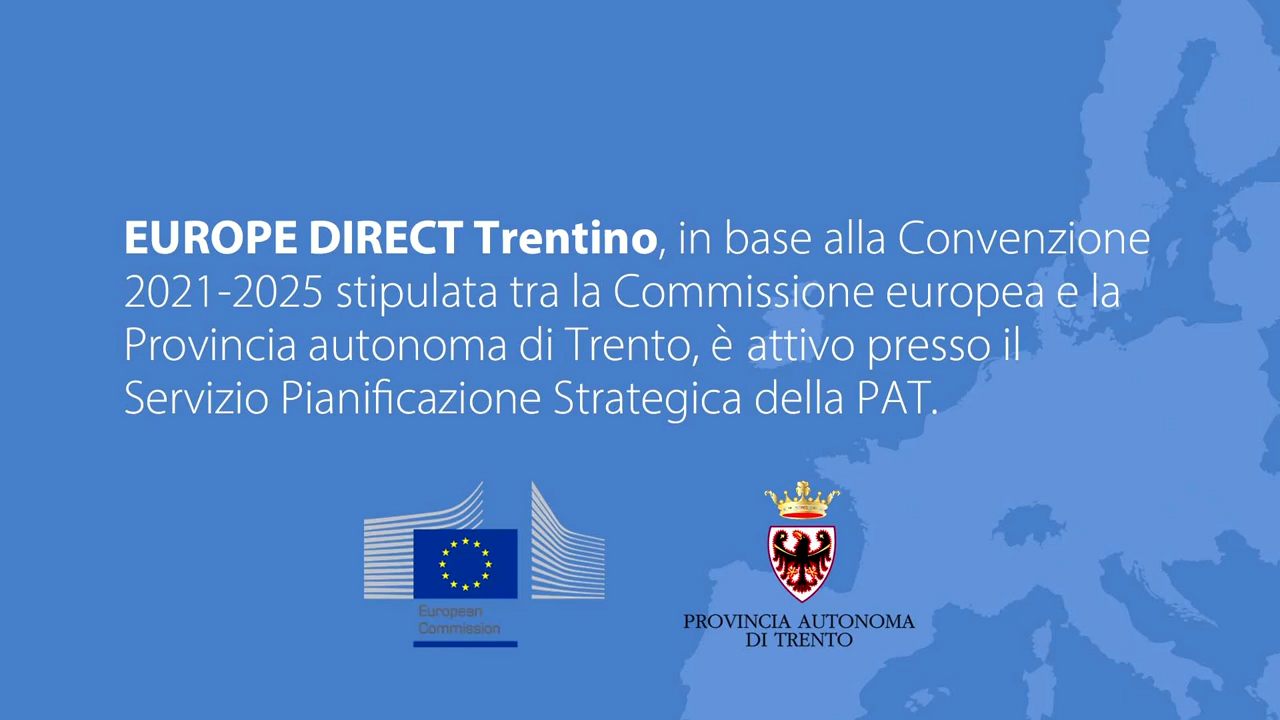 EUROPE DIRECT Trentino, in base alla Convenzione
2021-2025 stipulata tra la Commissione europea e la
Provincia autonoma di Trento, è attivo presso il
Servizio Pianificazione Strategica della PAT.
European
Commission
PROVINCIA AUTONOMA
DI TRENTO